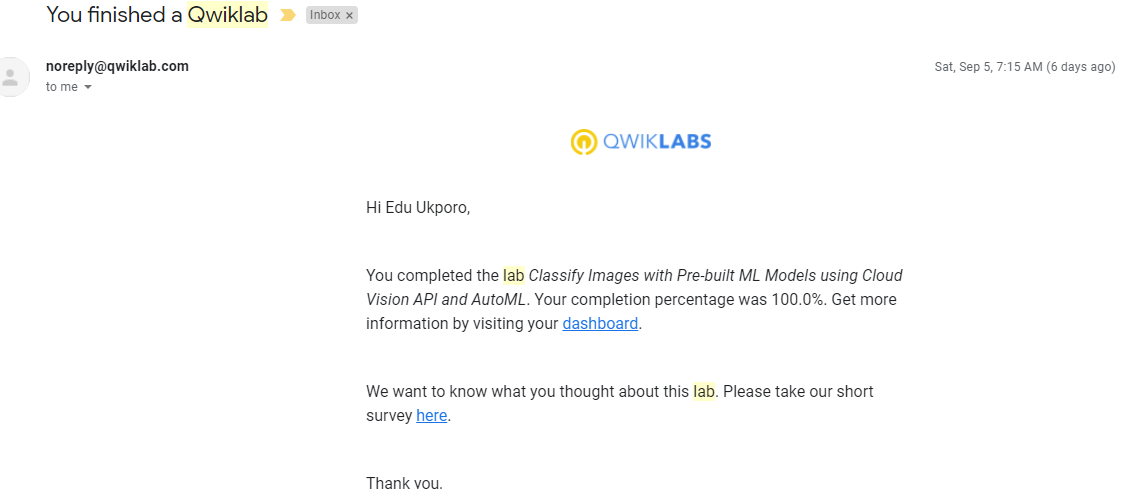 You finished a Qwiklab Inbox ×
noreply@qwiklab.com Sat, Sep 5, 7:15 AM (6 days ago)
to me
QWIKLABS
Hi Edu Ukporo,
You completed the lab Classify Images with Pre-built ML Models using Cloud
Vision API and AutoML. Your completion percentage was 100.0%. Get more
information by visiting your dashboard.
We want to know what you thought about this lab. Please take our short
survey here.
Thank you.